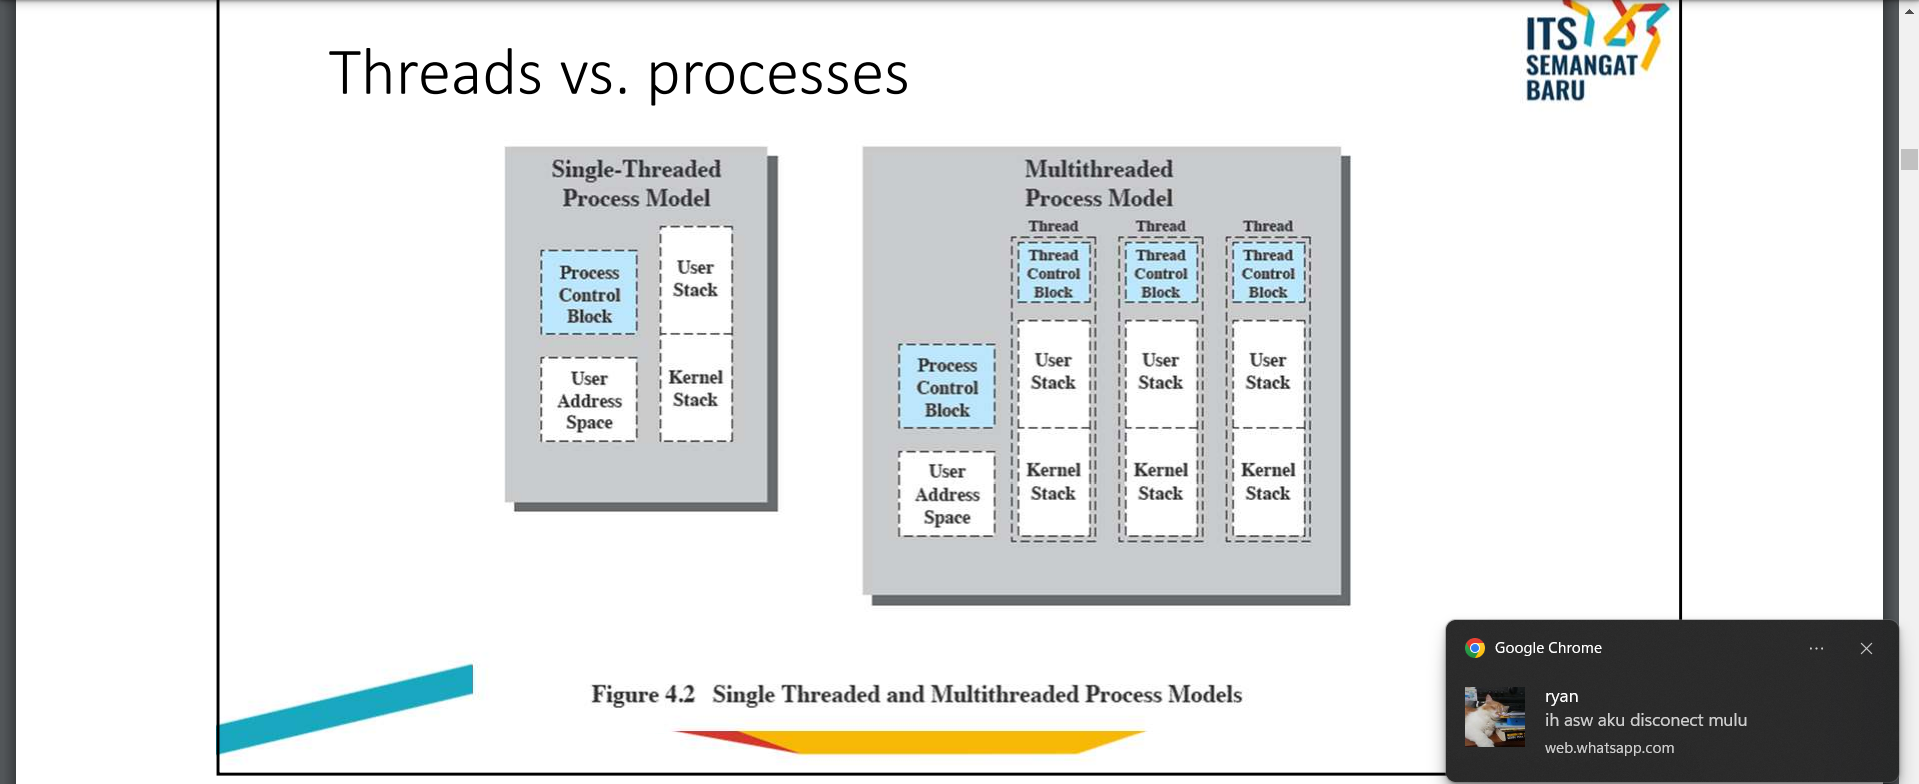 Threads vs. processes
ITS
SEMANGAT
BARU
Single-Threaded
Process Model
Process
Control
Block
User
Stack
User
Address
Space
Kernel
Stack
Multithreaded
Process Model
Thread
Thread
Thread
Thread
Control
Block
Thread
Control
Block
Thread
Control
Block
Process
Control
Block
User
Stack
User
Stack
User
Stack
User
Address
Space
Kernel
Stack
Kernel
Stack
Kernel
Stack
Figure 4.2 Single Threaded and Multithreaded Process Models
Google Chrome
ryan
ih asw aku disconect mulu
web.whatsapp.com